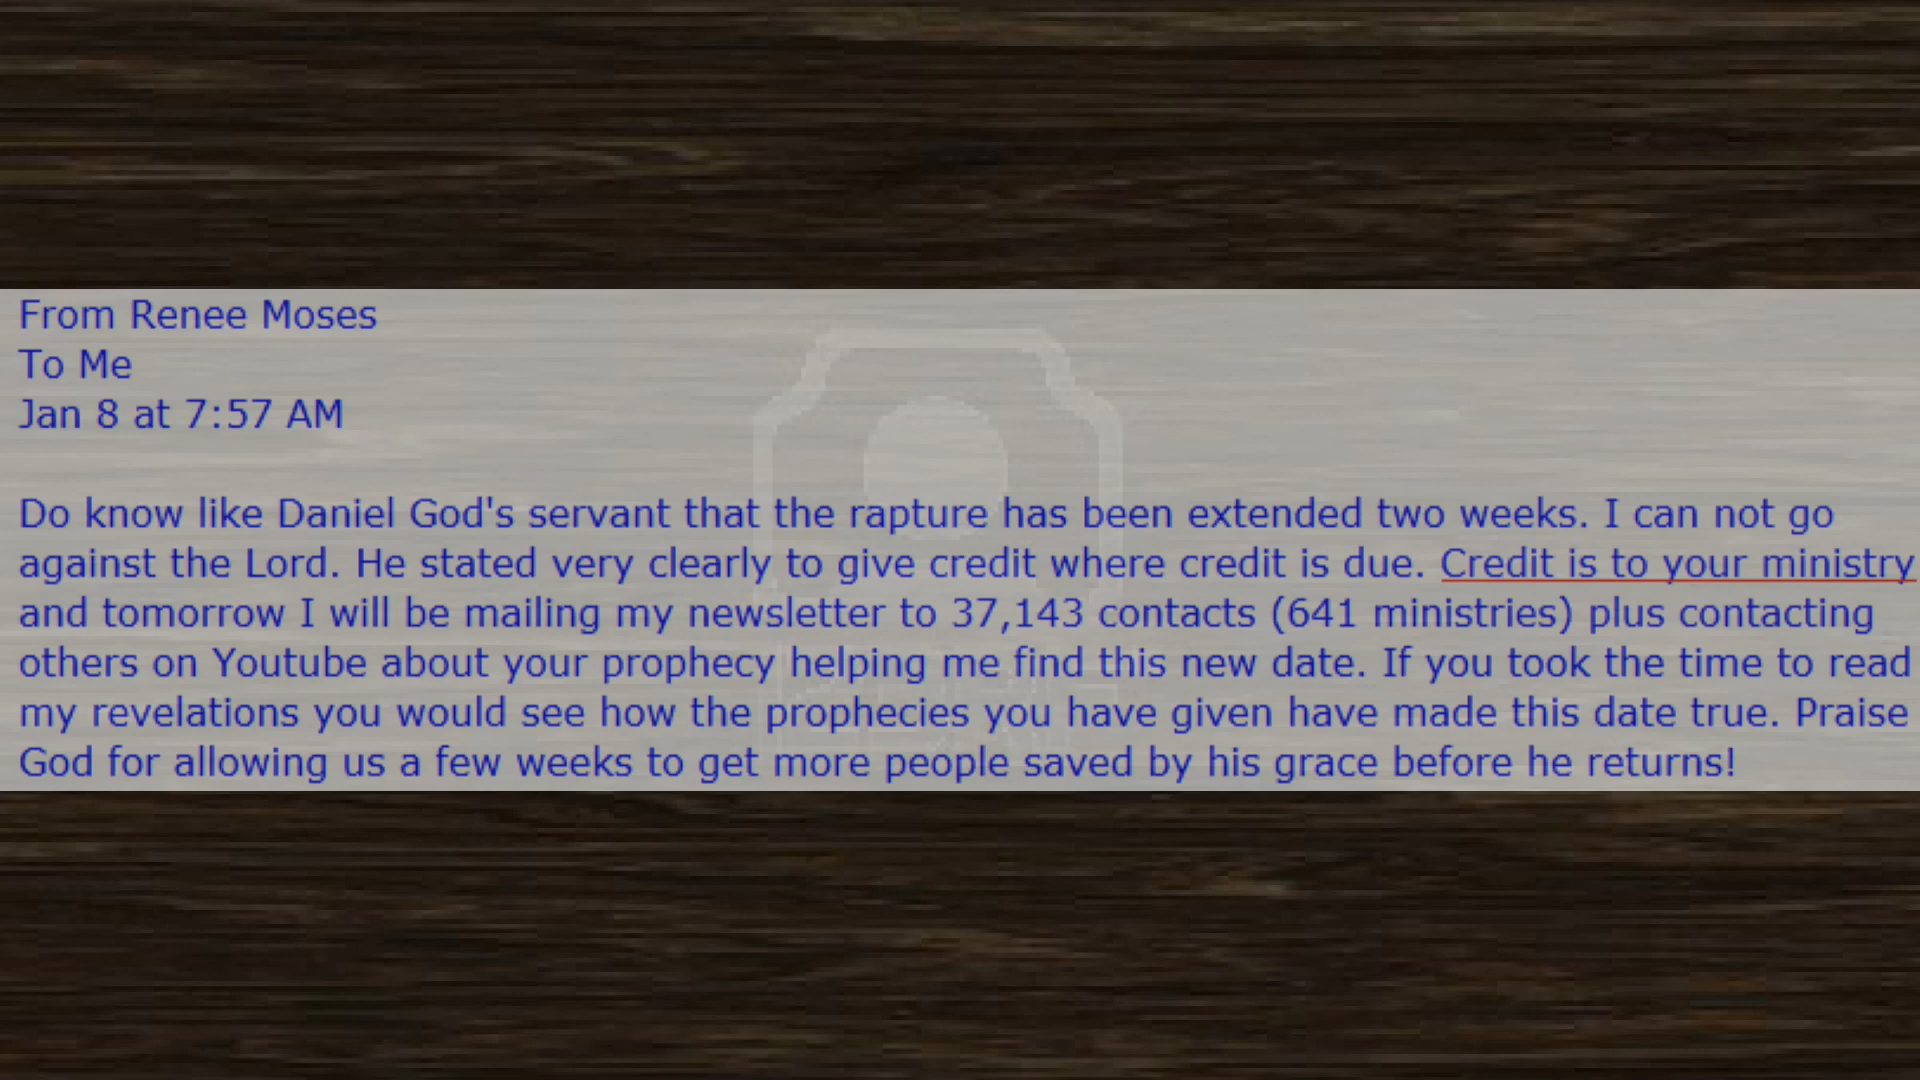 From Renee Moses
To Me
Jan 8 at 7:57 AM
Do know like Daniel God's servant that the rapture has been extended two weeks. I can not go
against the Lord. He stated very clearly to give credit where credit is due. Credit is to your ministry
and tomorrow I will be mailing my newsletter to 37,143 contacts (641 ministries) plus contacting
others on Youtube about your prophecy helping me find this new date. If you took the time to read
my revelations you would see how the prophecies you have given have made this date true. Praise
God for allowing us a few weeks to get more people saved by his grace before he returns!